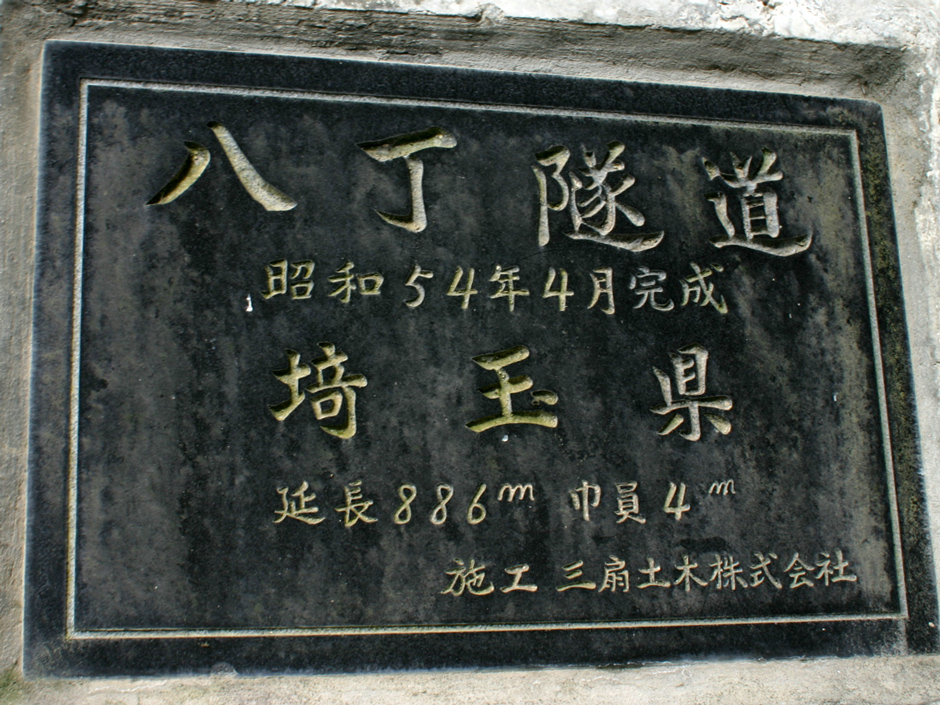 八丁隧道
昭和54年4月完成
埼玉県
延長886m 巾員4m
施工 三扇土木株式会社